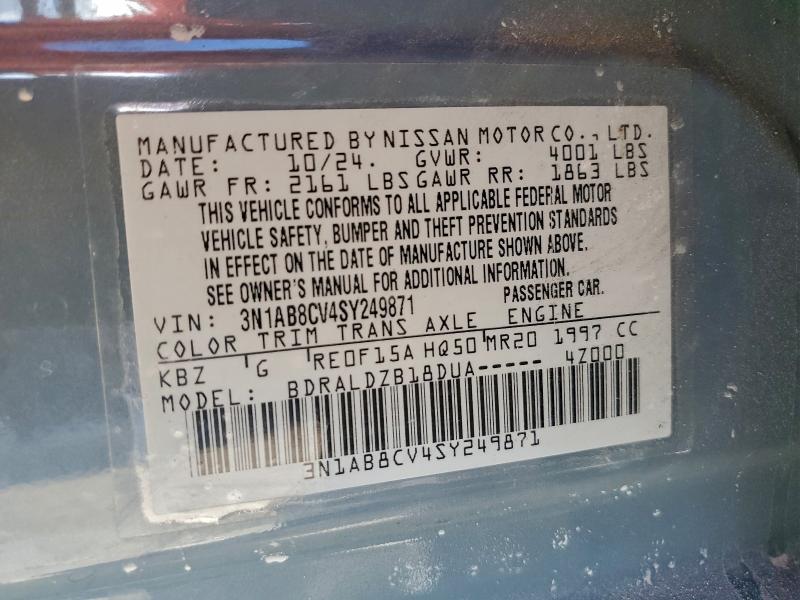 MANUFACTURED BY NISSAN MOTOR CO., LTD.
DATE: 10/24. GVWR: 4001 LBS
GAWR FR: 2161 LBS GAWR RR: 1863 LBS
THIS VEHICLE CONFORMS TO ALL APPLICABLE FEDERAL MOTOR
VEHICLE SAFETY, BUMPER AND THEFT PREVENTION STANDARDS
IN EFFECT ON THE DATE OF MANUFACTURE SHOWN ABOVE.
SEE OWNER'S MANUAL FOR ADDITIONAL INFORMATION.
VIN: 3N1AB8CV4SY249871 PASSENGER CAR.
COLOR TRIM TRANS AXLE ENGINE
KBZ G RE0F15A HQ50 MR20 1997 CC
MODEL: BDRALDZB18DUA----- 4Z000
3N1AB8CV4SY249871